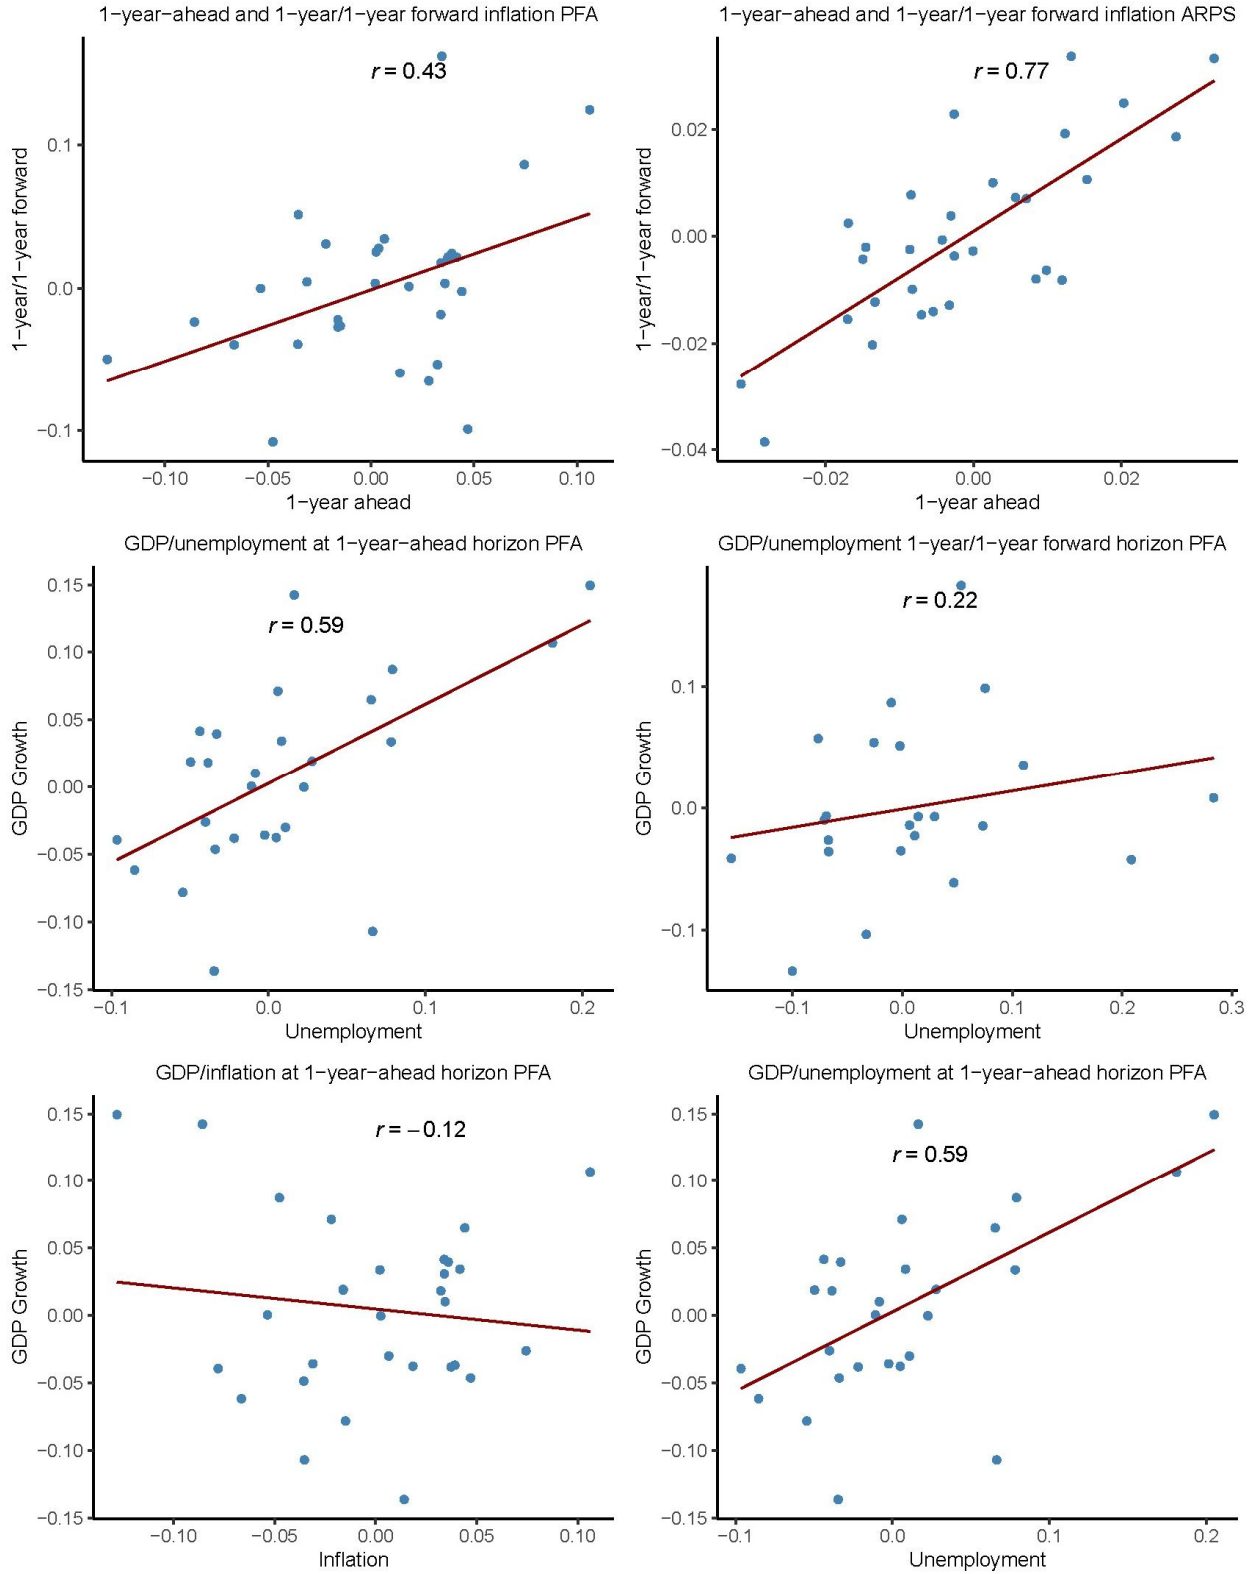 1−year−ahead and 1−year/1−year forward inflation PFA
r = 0.43
1−year/1−year forward
0.1
0.0
−0.1
−0.10 −0.05 0.00 0.05 0.10
1−year ahead
1−year−ahead and 1−year/1−year forward inflation ARPS
r = 0.77
1−year/1−year forward
0.02
0.00
−0.02
−0.04
−0.02 0.00 0.02
1−year ahead
GDP/unemployment at 1−year−ahead horizon PFA
r = 0.59
GDP Growth
0.15
0.10
0.05
0.00
−0.05
−0.10
−0.15
−0.1 0.0 0.1 0.2
Unemployment
GDP/unemployment 1−year/1−year forward horizon PFA
r = 0.22
GDP Growth
0.1
0.0
−0.1
−0.1 0.0 0.1 0.2 0.3
Unemployment
GDP/inflation at 1−year−ahead horizon PFA
r = −0.12
GDP Growth
0.15
0.10
0.05
0.00
−0.05
−0.10
−0.15
−0.10 −0.05 0.00 0.05 0.10
Inflation
GDP/unemployment at 1−year−ahead horizon PFA
r = 0.59
GDP Growth
0.15
0.10
0.05
0.00
−0.05
−0.10
−0.15
−0.1 0.0 0.1 0.2
Unemployment